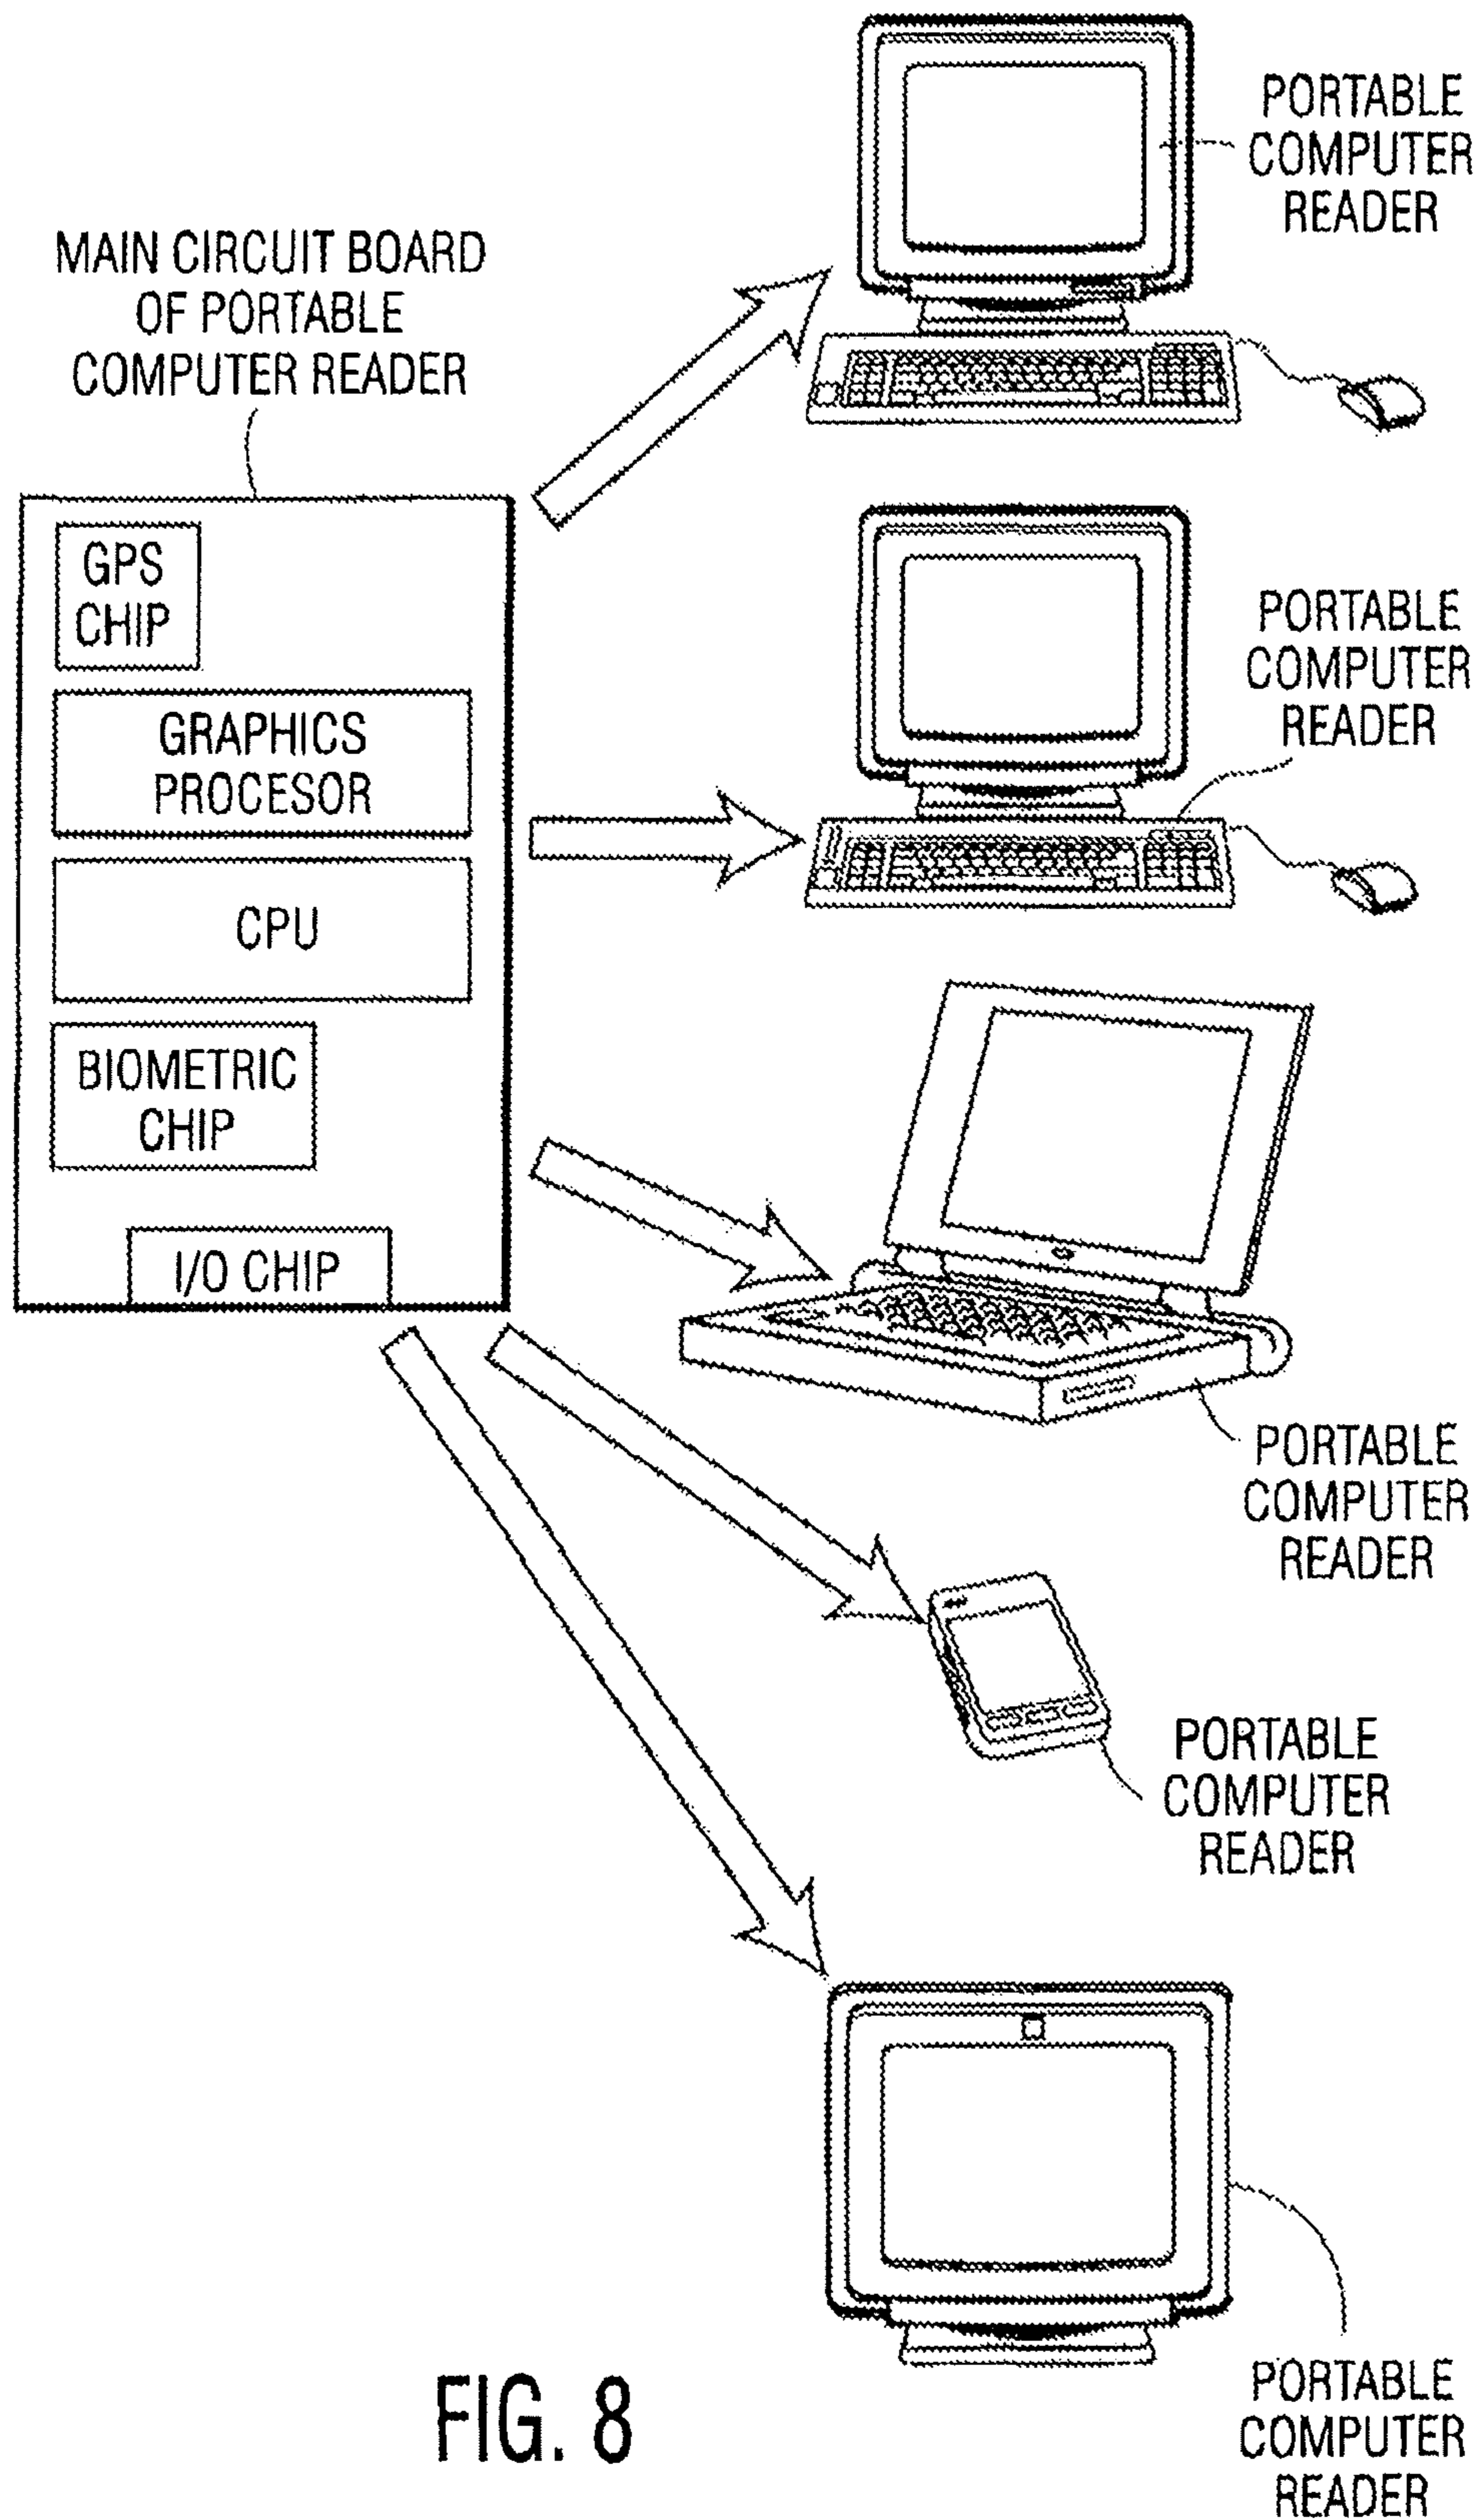 PORTABLE
COMPUTER
READER
MAIN CIRCUIT BOARD
OF PORTABLE
COMPUTER READER
GPS
CHIP
GRAPHICS
PROCESOR
CPU
BIOMETRIC
CHIP
I/O CHIP
PORTABLE
COMPUTER
READER
PORTABLE
COMPUTER
READER
PORTABLE
COMPUTER
READER
PORTABLE
COMPUTER
READER
FIG. 8